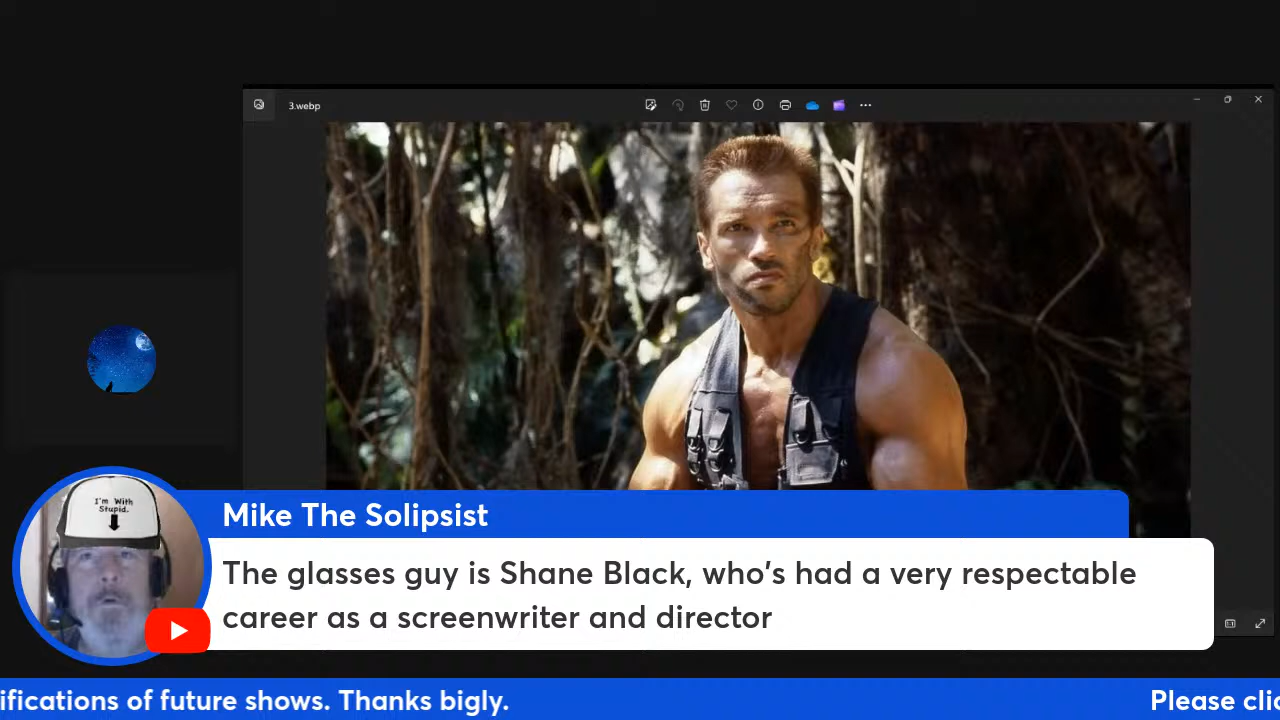 3.webp
I'm With
Stupid.
Mike The Solipsist
The glasses guy is Shane Black, who's had a very respectable
career as a screenwriter and director
ifications of future shows. Thanks bigly.
Please clic